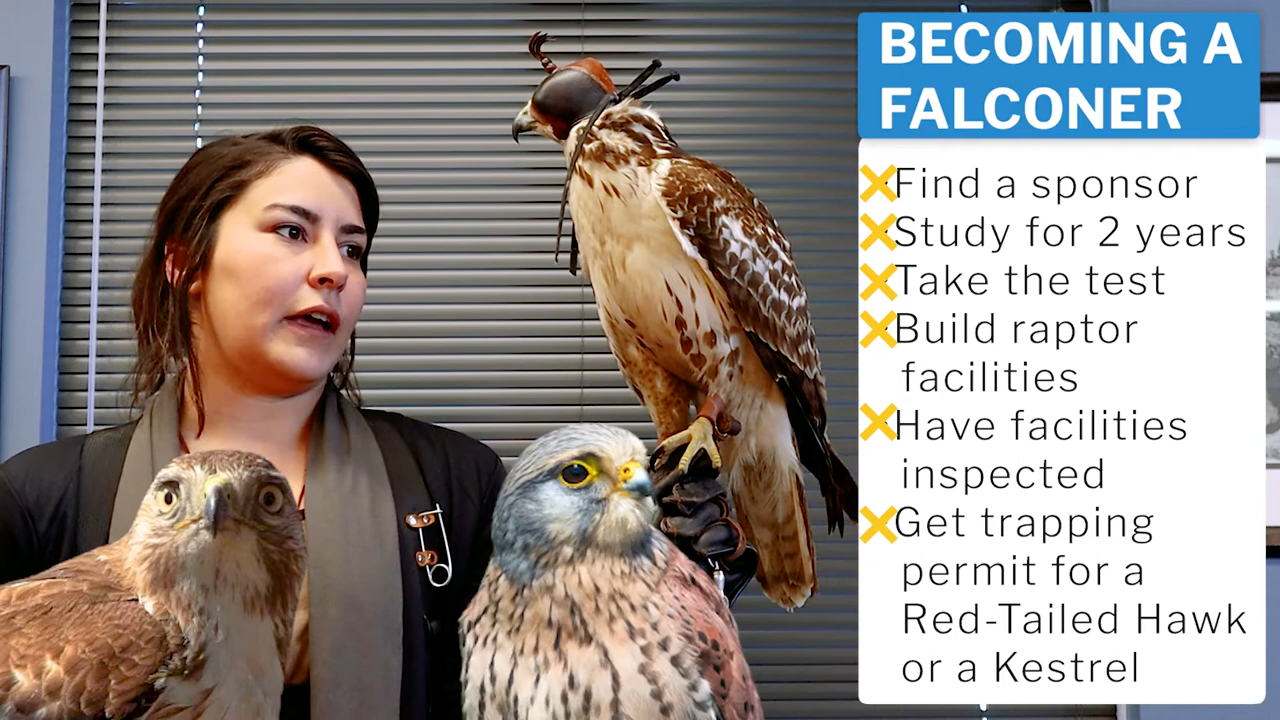 BECOMING A
FALCONER
Find a sponsor
Study for 2 years
Take the test
Build raptor
facilities
Have facilities
inspected
Get trapping
permit for a
Red-Tailed Hawk
or a Kestrel